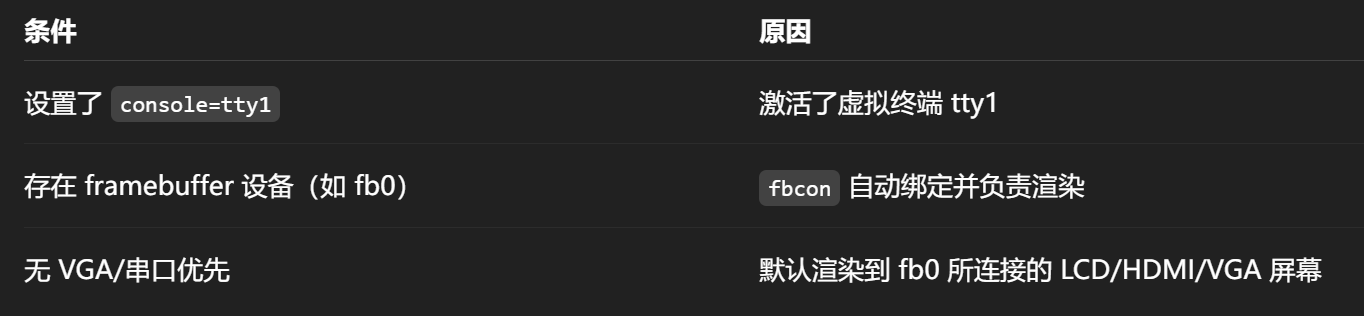 条件 原因
设置了 console=tty1 激活了虚拟终端 tty1
存在 framebuffer 设备（如 fb0） fbcon 自动绑定并负责渲染
无 VGA/串口优先 默认渲染到 fb0 所连接的 LCD/HDMI/VGA 屏幕